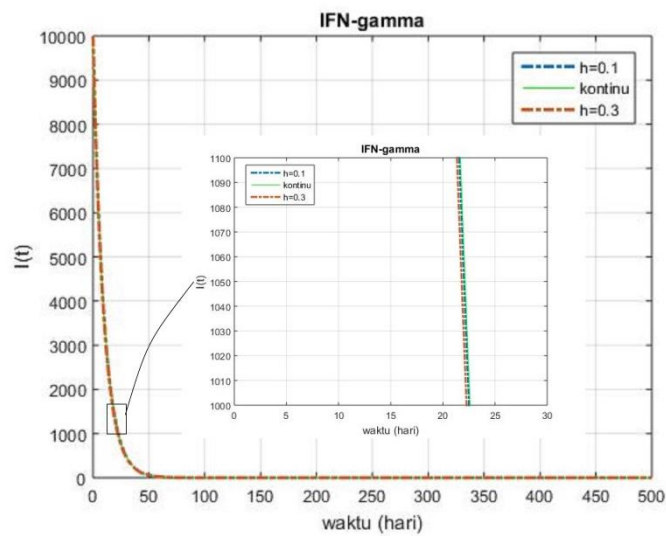 IFN-gamma
10000
9000
8000
7000
6000
5000
4000
3000
2000
1000
0
I(t)
h=0.1
kontinu
h=0.3
IFN-gamma
1100
1090
1080
1070
1060
1050
1040
1030
1020
1010
1000
I(t)
h=0.1
kontinu
h=0.3
0 5 10 15 20 25 30
waktu (hari)
0 50 100 150 200 250 300 350 400 450 500
waktu (hari)